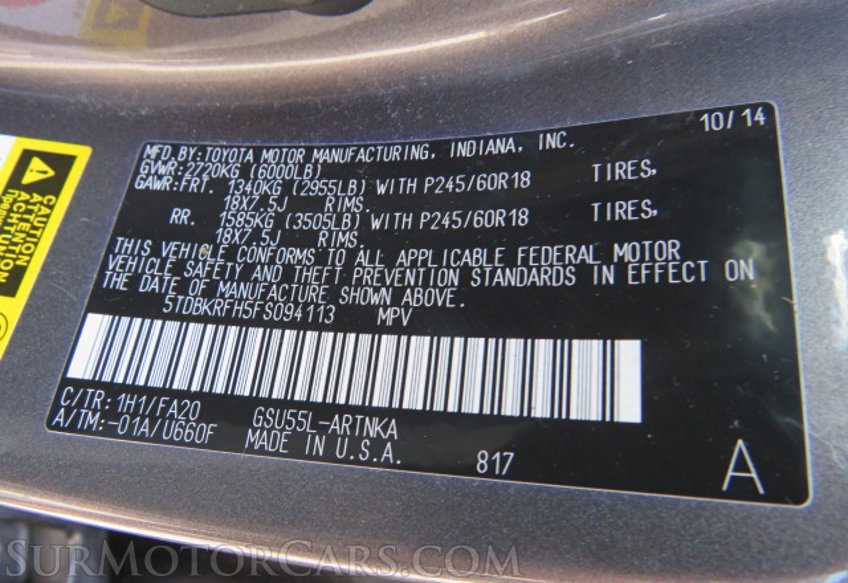 10/14
MFD.BY:TOYOTA MOTOR MANUFACTURING, INDIANA, INC.
GVWR:2720KG (6000LB)
GAWR:FRT. 1340KG (2955LB) WITH P245/60R18 TIRES,
18X7.5J RIMS.
RR. 1585KG (3505LB) WITH P245/60R18 TIRES,
18X7.5J RIMS.
THIS VEHICLE CONFORMS TO ALL APPLICABLE FEDERAL MOTOR
VEHICLE SAFETY AND THEFT PREVENTION STANDARDS IN EFFECT ON
THE DATE OF MANUFACTURE SHOWN ABOVE.
5TDBKRFH5FS094113 MPV
C/TR:1H1/FA20 GSU55L-ARTNKA
A/TM:-01A/U660F MADE IN U.S.A. 817
A
CAUTION
ATTENTION
ACHTUNG
SurMotorCars.com